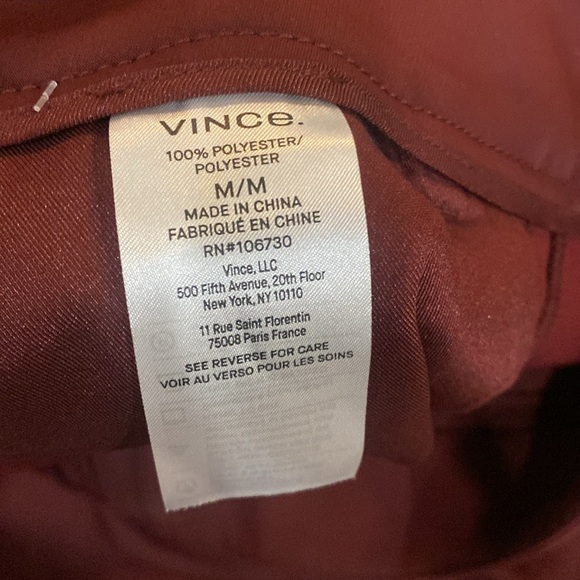 VINCe.
100% POLYESTER/
POLYESTER
M/M
MADE IN CHINA
FABRIQUÉ EN CHINE
RN#106730
Vince, LLC
500 Fifth Avenue, 20th Floor
New York, NY 10110
11 Rue Saint Florentin
75008 Paris France
SEE REVERSE FOR CARE
VOIR AU VERSO POUR LES SOINS